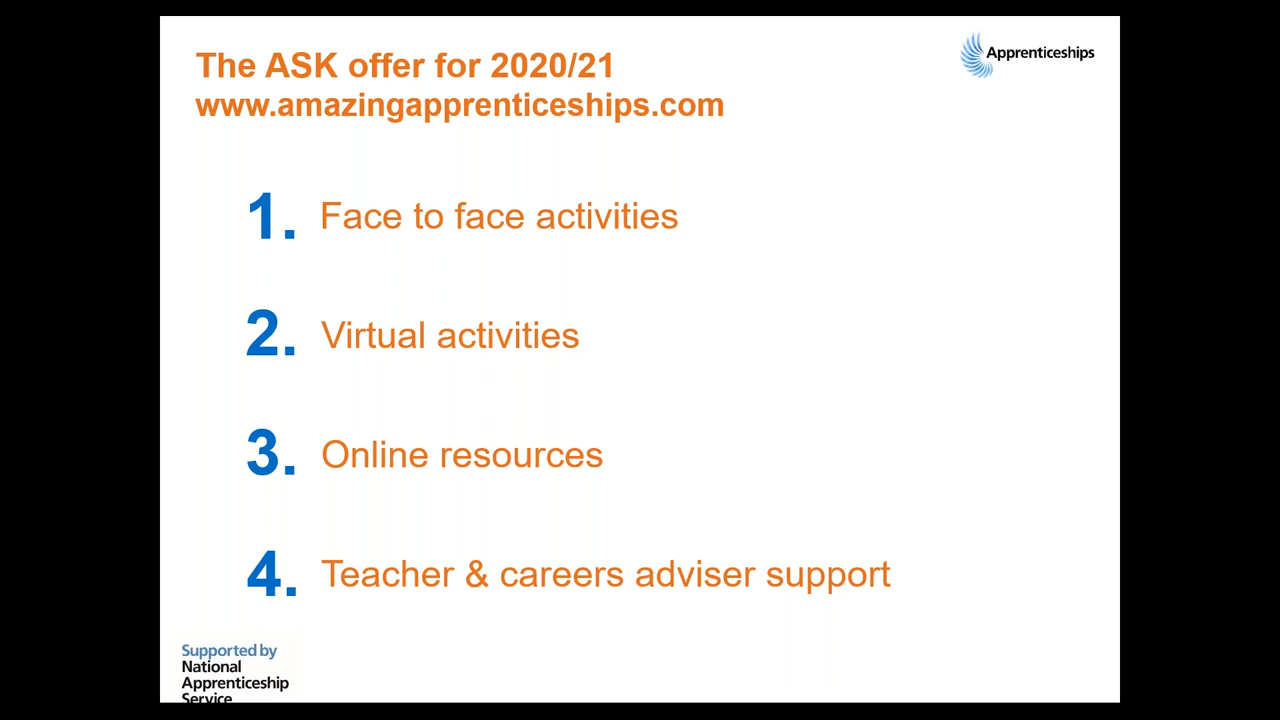 The ASK offer for 2020/21
www.amazingapprenticeships.com
Apprenticeships
1. Face to face activities
2. Virtual activities
3. Online resources
4. Teacher & careers adviser support
Supported by
National
Apprenticeship
Service